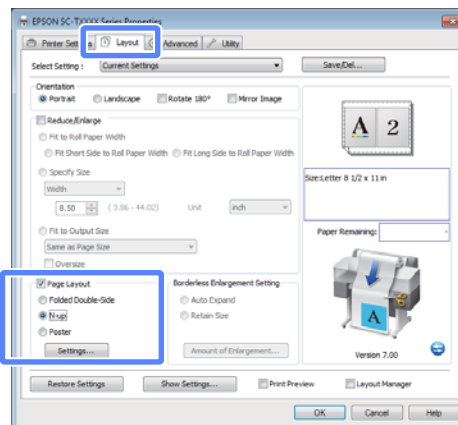 EPSON SC-TXXXX Series Properties
Printer Sett Layout Advanced Utility
Select Setting : Current Settings Save/Del...
Orientation
Portrait Landscape Rotate 180° Mirror Image
Reduce/Enlarge
Fit to Roll Paper Width
Fit Short Side to Roll Paper Width Fit Long Side to Roll Paper Width
Specify Size
Width
8.50 ( 3.86 - 44.02) Unit inch
Fit to Output Size
Same as Page Size
Oversize
A 2
Size:Letter 8 1/2 x 11 in
Paper Remaining:
Page Layout
Folded Double-Side
N-up
Poster
Settings...
Borderless Enlargement Setting
Auto Expand
Retain Size
Amount of Enlargement...
A
Version 7.00
Restore Settings Show Settings... Print Preview Layout Manager
OK Cancel Help